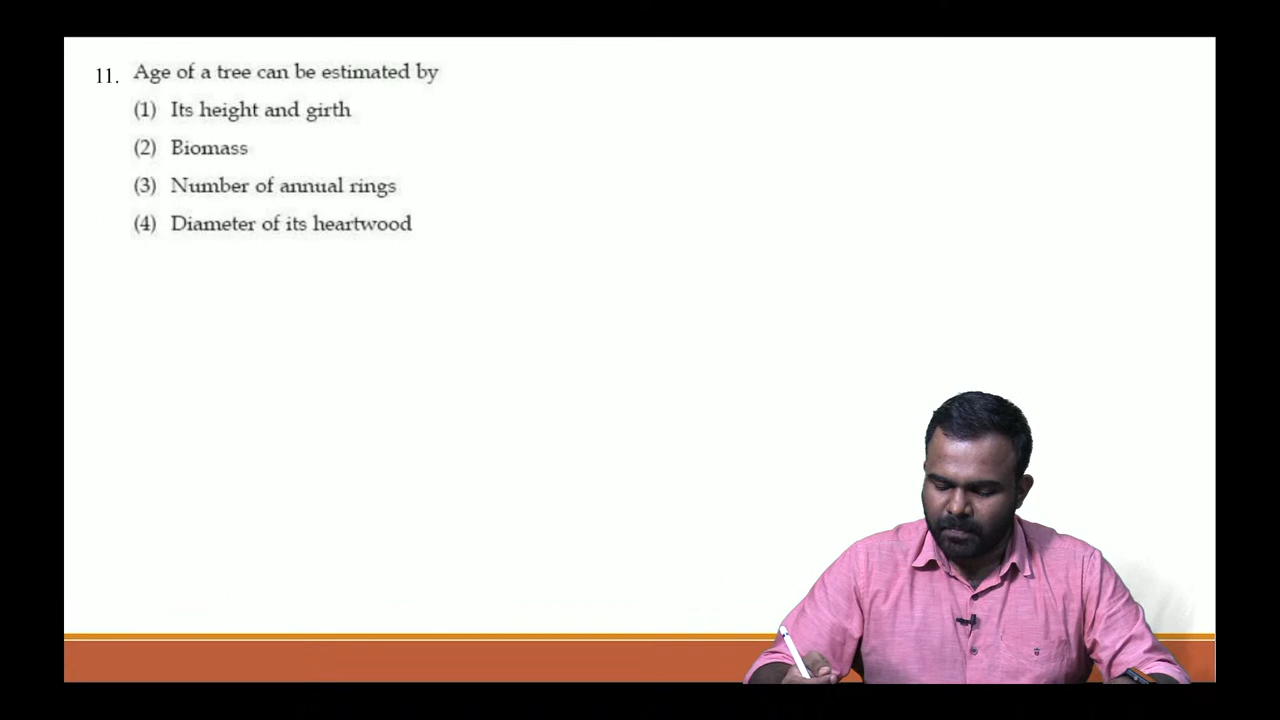 11. Age of a tree can be estimated by
(1) Its height and girth
(2) Biomass
(3) Number of annual rings
(4) Diameter of its heartwood